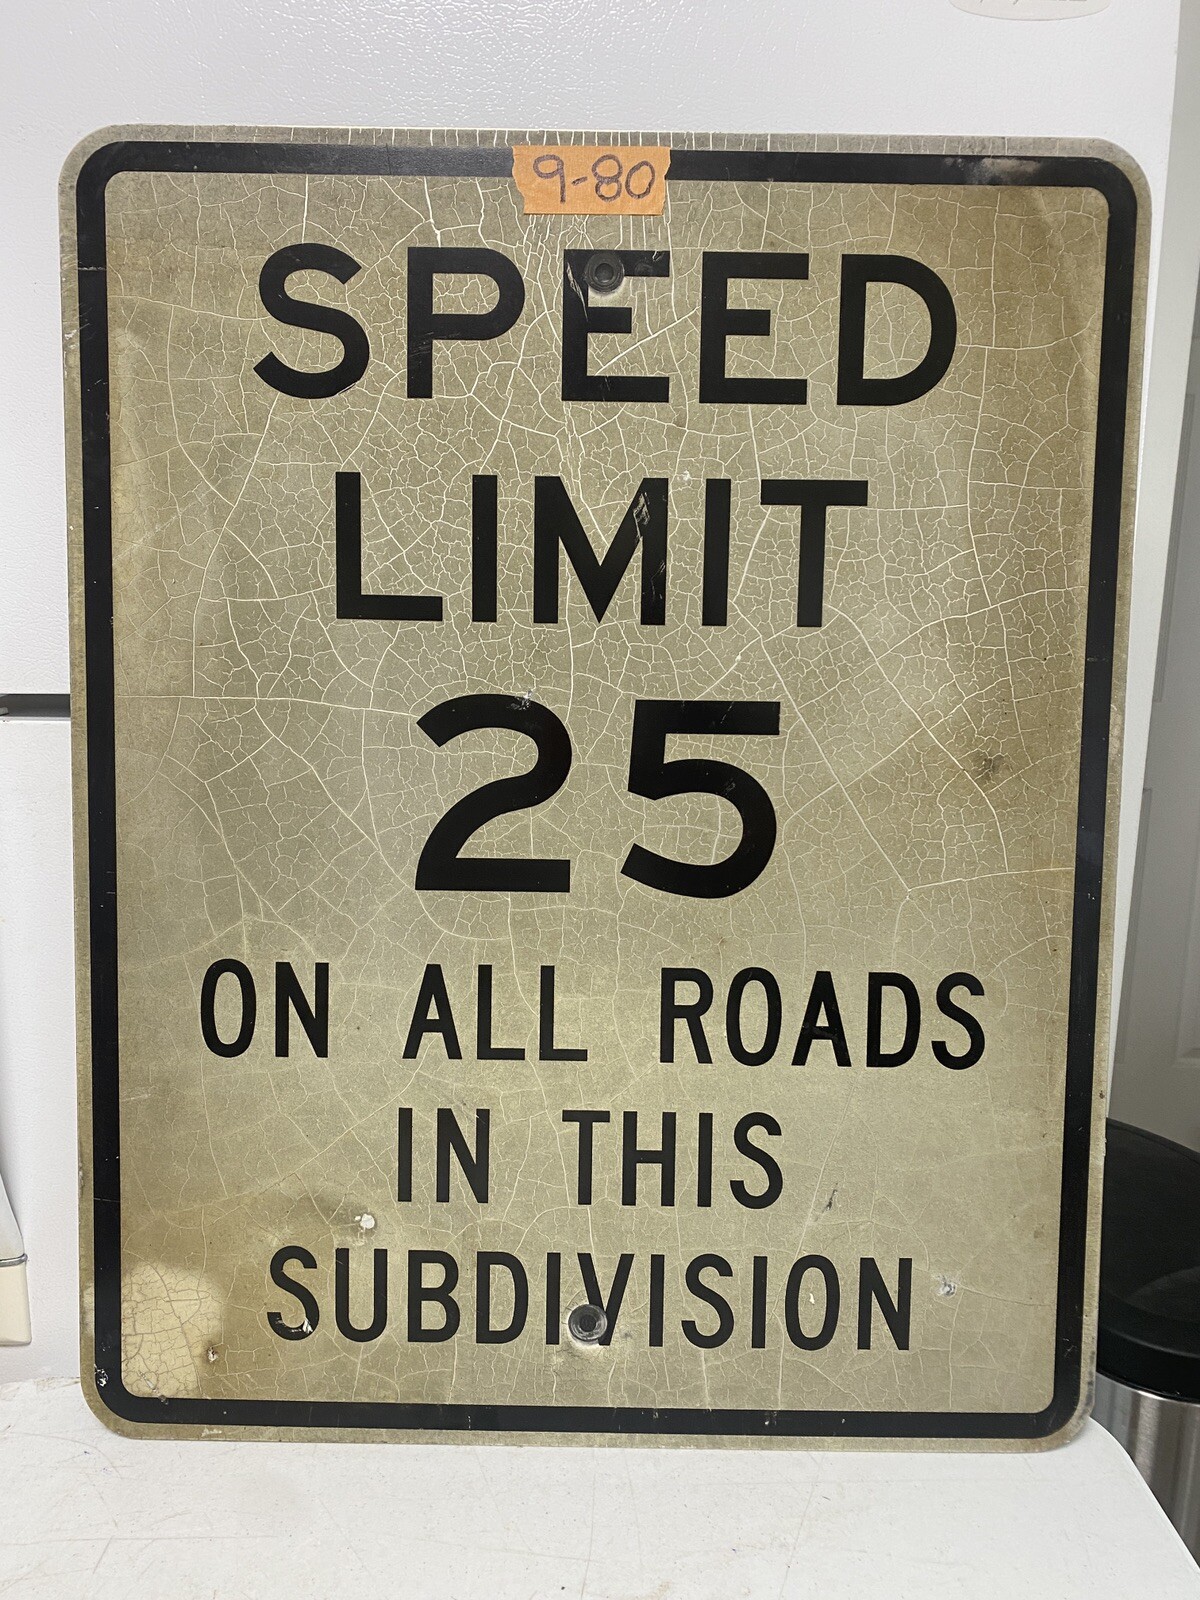 9-80
SPEED
LIMIT
25
ON ALL ROADS
IN THIS
SUBDIVISION